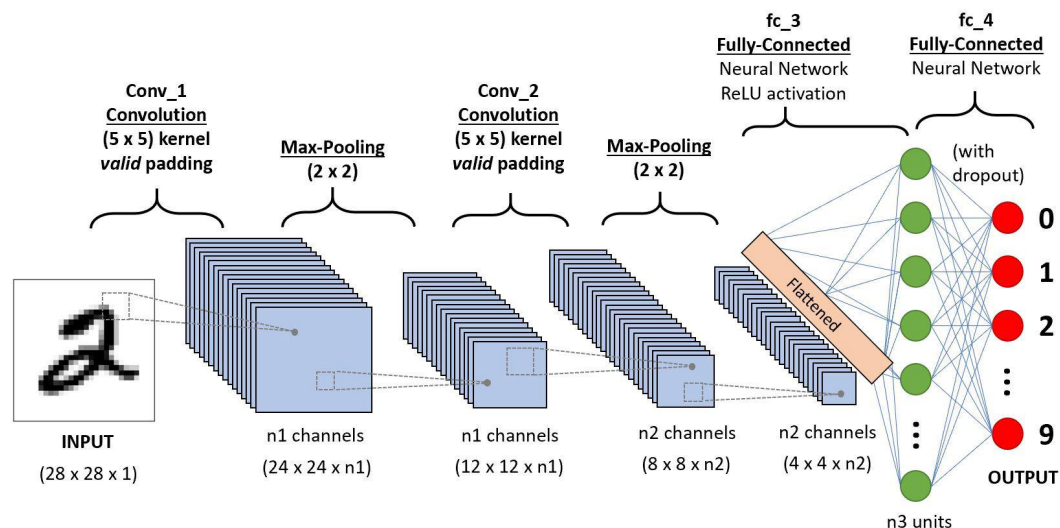 fc_3
Fully-Connected
Neural Network
ReLU activation
fc_4
Fully-Connected
Neural Network
Conv_1
Convolution
(5 x 5) kernel
valid padding
Max-Pooling
(2 x 2)
Conv_2
Convolution
(5 x 5) kernel
valid padding
Max-Pooling
(2 x 2)
(with
dropout)
2
Flattened
0
1
2
9
INPUT
(28 x 28 x 1)
n1 channels
(24 x 24 x n1)
n1 channels
(12 x 12 x n1)
n2 channels
(8 x 8 x n2)
n2 channels
(4 x 4 x n2)
OUTPUT
n3 units